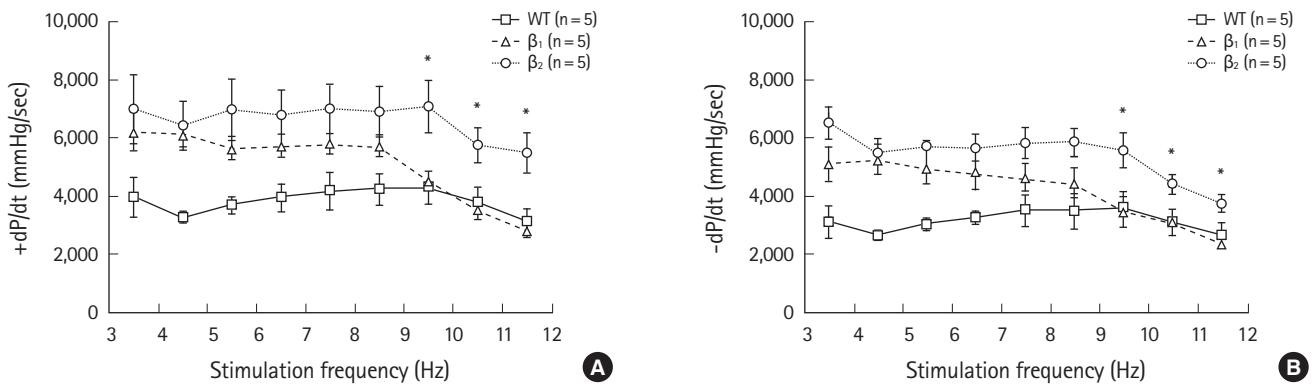 10,000
8,000
6,000
4,000
2,000
0
+dP/dt (mmHg/sec)
WT (n=5)
β₁ (n=5)
β₂ (n=5)
*
*
*
3 4 5 6 7 8 9 10 11 12
Stimulation frequency (Hz)
A
10,000
8,000
6,000
4,000
2,000
0
-dP/dt (mmHg/sec)
WT (n=5)
β₁ (n=5)
β₂ (n=5)
*
*
*
3 4 5 6 7 8 9 10 11 12
Stimulation frequency (Hz)
B